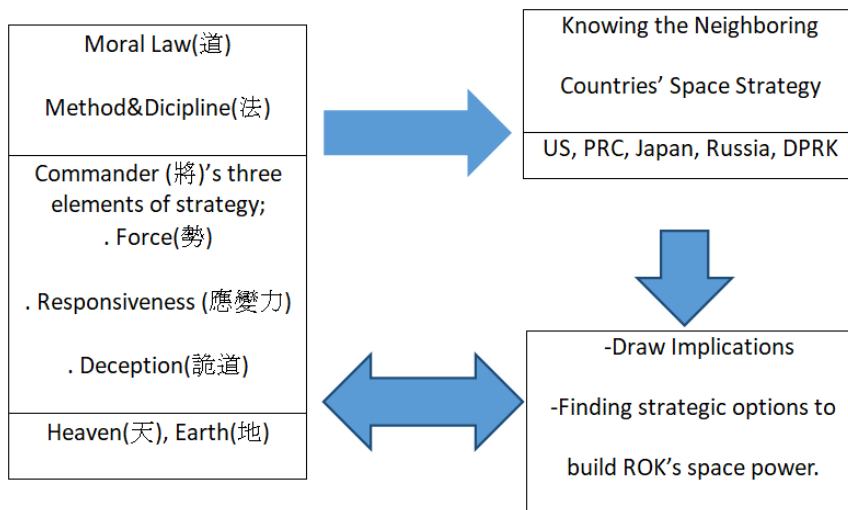 Moral Law(道)
Method&Dicipline(法)
Commander (將)’s three
elements of strategy;
. Force(勢)
. Responsiveness (應變力)
. Deception(詭道)
Heaven(天), Earth(地)
Knowing the Neighboring
Countries’ Space Strategy
US, PRC, Japan, Russia, DPRK
-Draw Implications
-Finding strategic options to
build ROK’s space power.